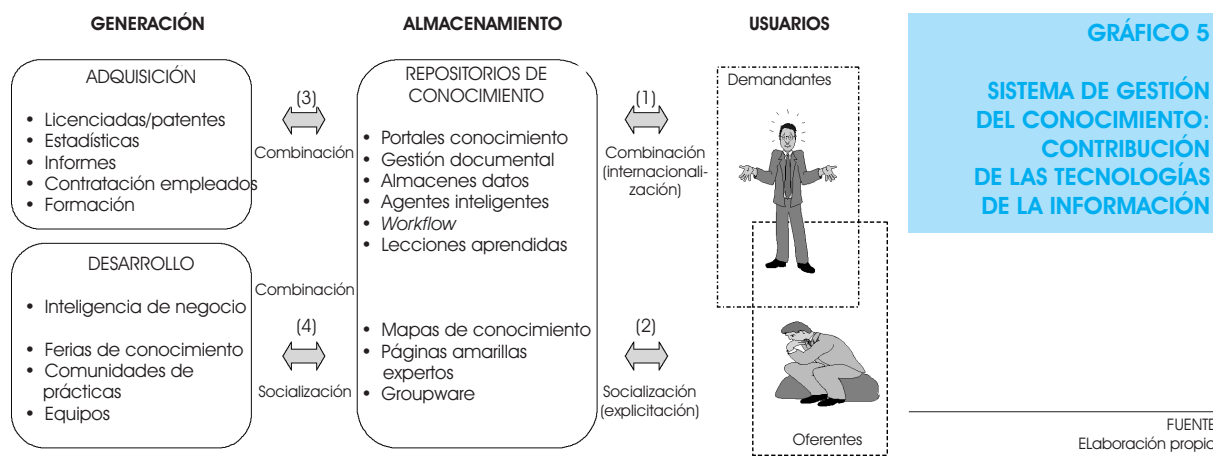 GENERACIÓN
ADQUISICIÓN
• Licenciadas/patentes
• Estadísticas
• Informes
• Contratación empleados
• Formación
DESARROLLO
• Inteligencia de negocio
• Ferias de conocimiento
• Comunidades de
prácticas
• Equipos
(3)
Combinación
Combinación
(4)
Socialización
ALMACENAMIENTO
REPOSITORIOS DE
CONOCIMIENTO
• Portales conocimiento
• Gestión documental
• Almacenes datos
• Agentes inteligentes
• Workflow
• Lecciones aprendidas
• Mapas de conocimiento
• Páginas amarillas
expertos
• Groupware
(1)
Combinación
(internacionali-
zación)
(2)
Socialización
(explicitación)
USUARIOS
Demandantes
Oferentes
GRÁFICO 5
SISTEMA DE GESTIÓN
DEL CONOCIMIENTO:
CONTRIBUCIÓN
DE LAS TECNOLOGÍAS
DE LA INFORMACIÓN
FUENTE
ELaboración propia